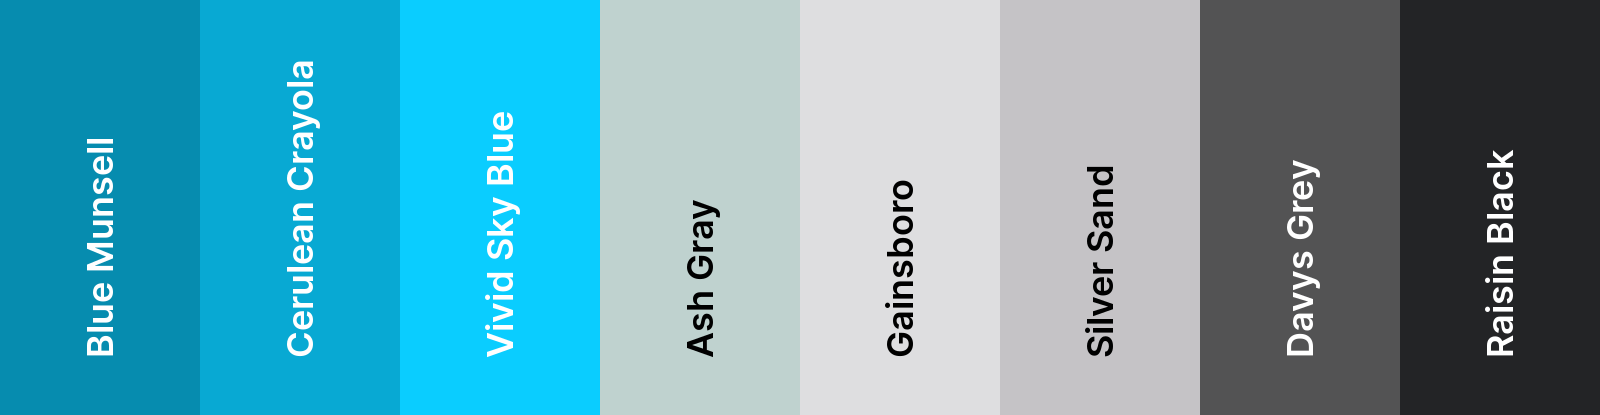 Blue Munsell
Cerulean Crayola
Vivid Sky Blue
Ash Gray
Gainsboro
Silver Sand
Davys Grey
Raisin Black